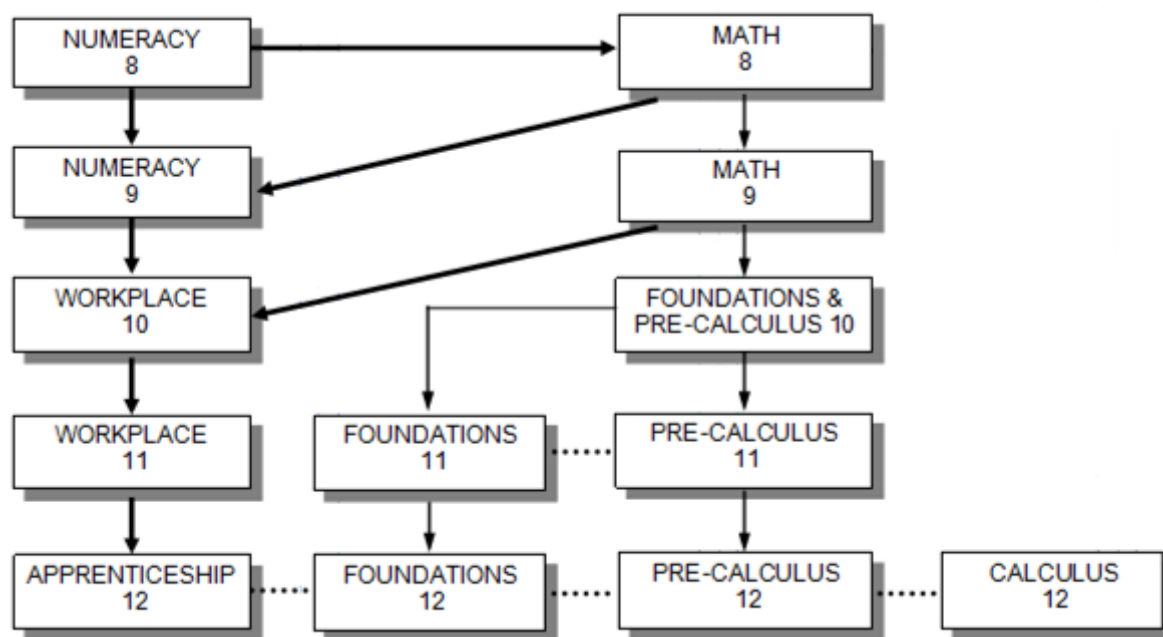 NUMERACY
8
MATH
8
NUMERACY
9
MATH
9
WORKPLACE
10
FOUNDATIONS &
PRE-CALCULUS 10
WORKPLACE
11
FOUNDATIONS
11
PRE-CALCULUS
11
APPRENTICESHIP
12
FOUNDATIONS
12
PRE-CALCULUS
12
CALCULUS
12